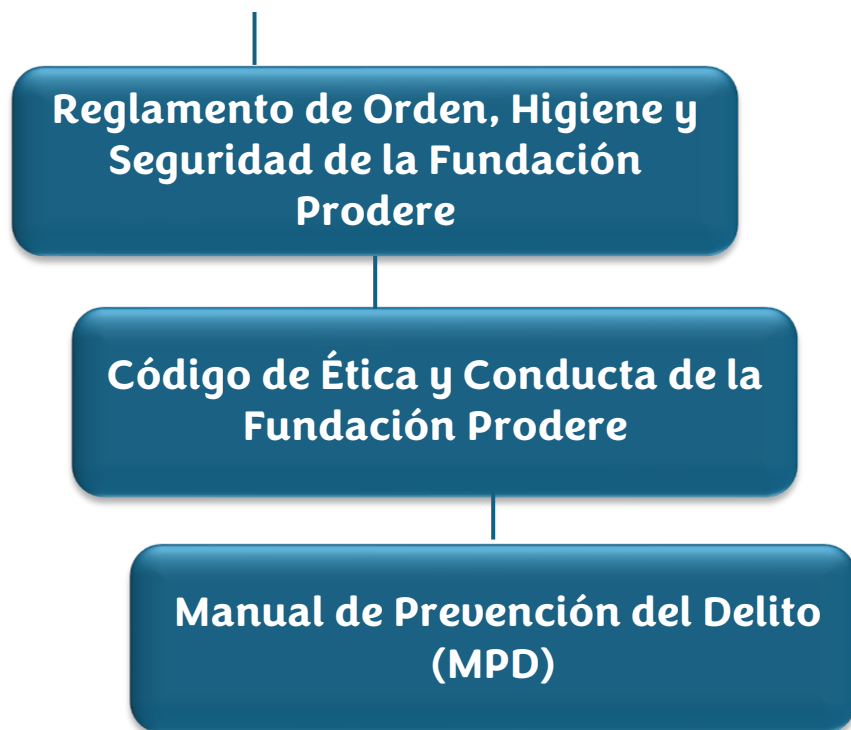 Reglamento de Orden, Higiene y
Seguridad de la Fundación
Prodere
Código de Ética y Conducta de la
Fundación Prodere
Manual de Prevención del Delito
(MPD)